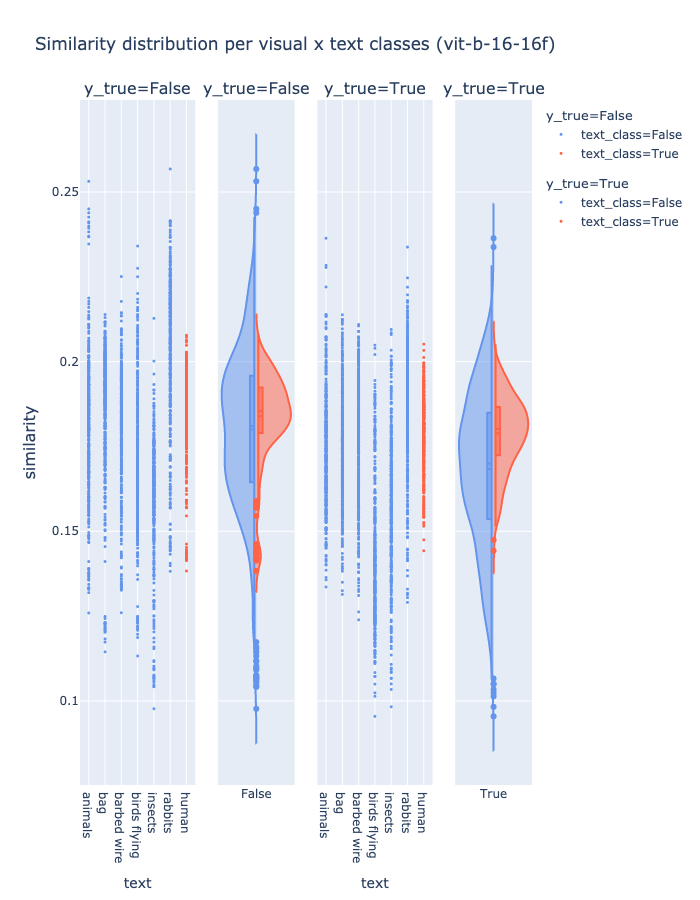 Similarity distribution per visual x text classes (vit-b-16-16f)
y_true=False
y_true=False
y_true=True
y_true=True
y_true=False
text_class=False
text_class=True
y_true=True
text_class=False
text_class=True
similarity
0.25
0.2
0.15
0.1
animals
bag
barbed wire
birds flying
insects
rabbits
human
False
animals
bag
barbed wire
birds flying
insects
rabbits
human
True
text
text